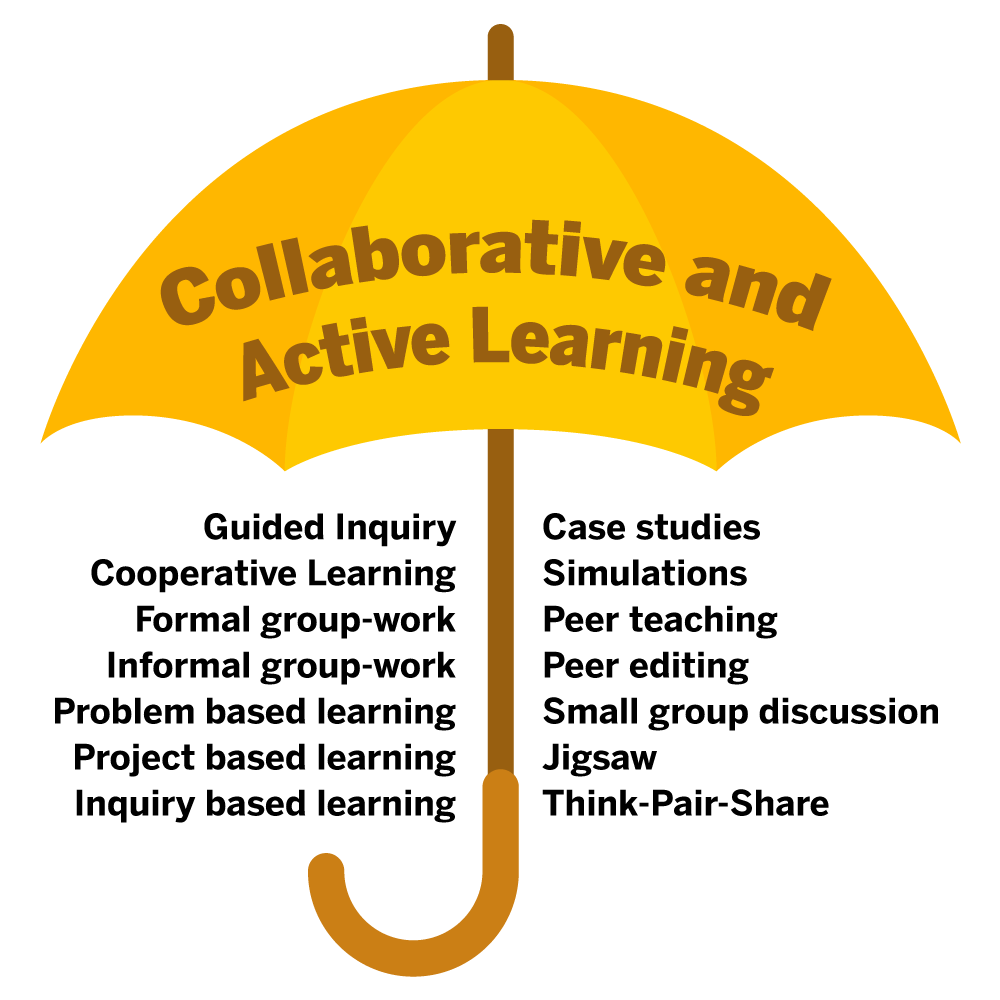 Collaborative and
Active Learning
Guided Inquiry
Cooperative Learning
Formal group-work
Informal group-work
Problem based learning
Project based learning
Inquiry based learning
Case studies
Simulations
Peer teaching
Peer editing
Small group discussion
Jigsaw
Think-Pair-Share